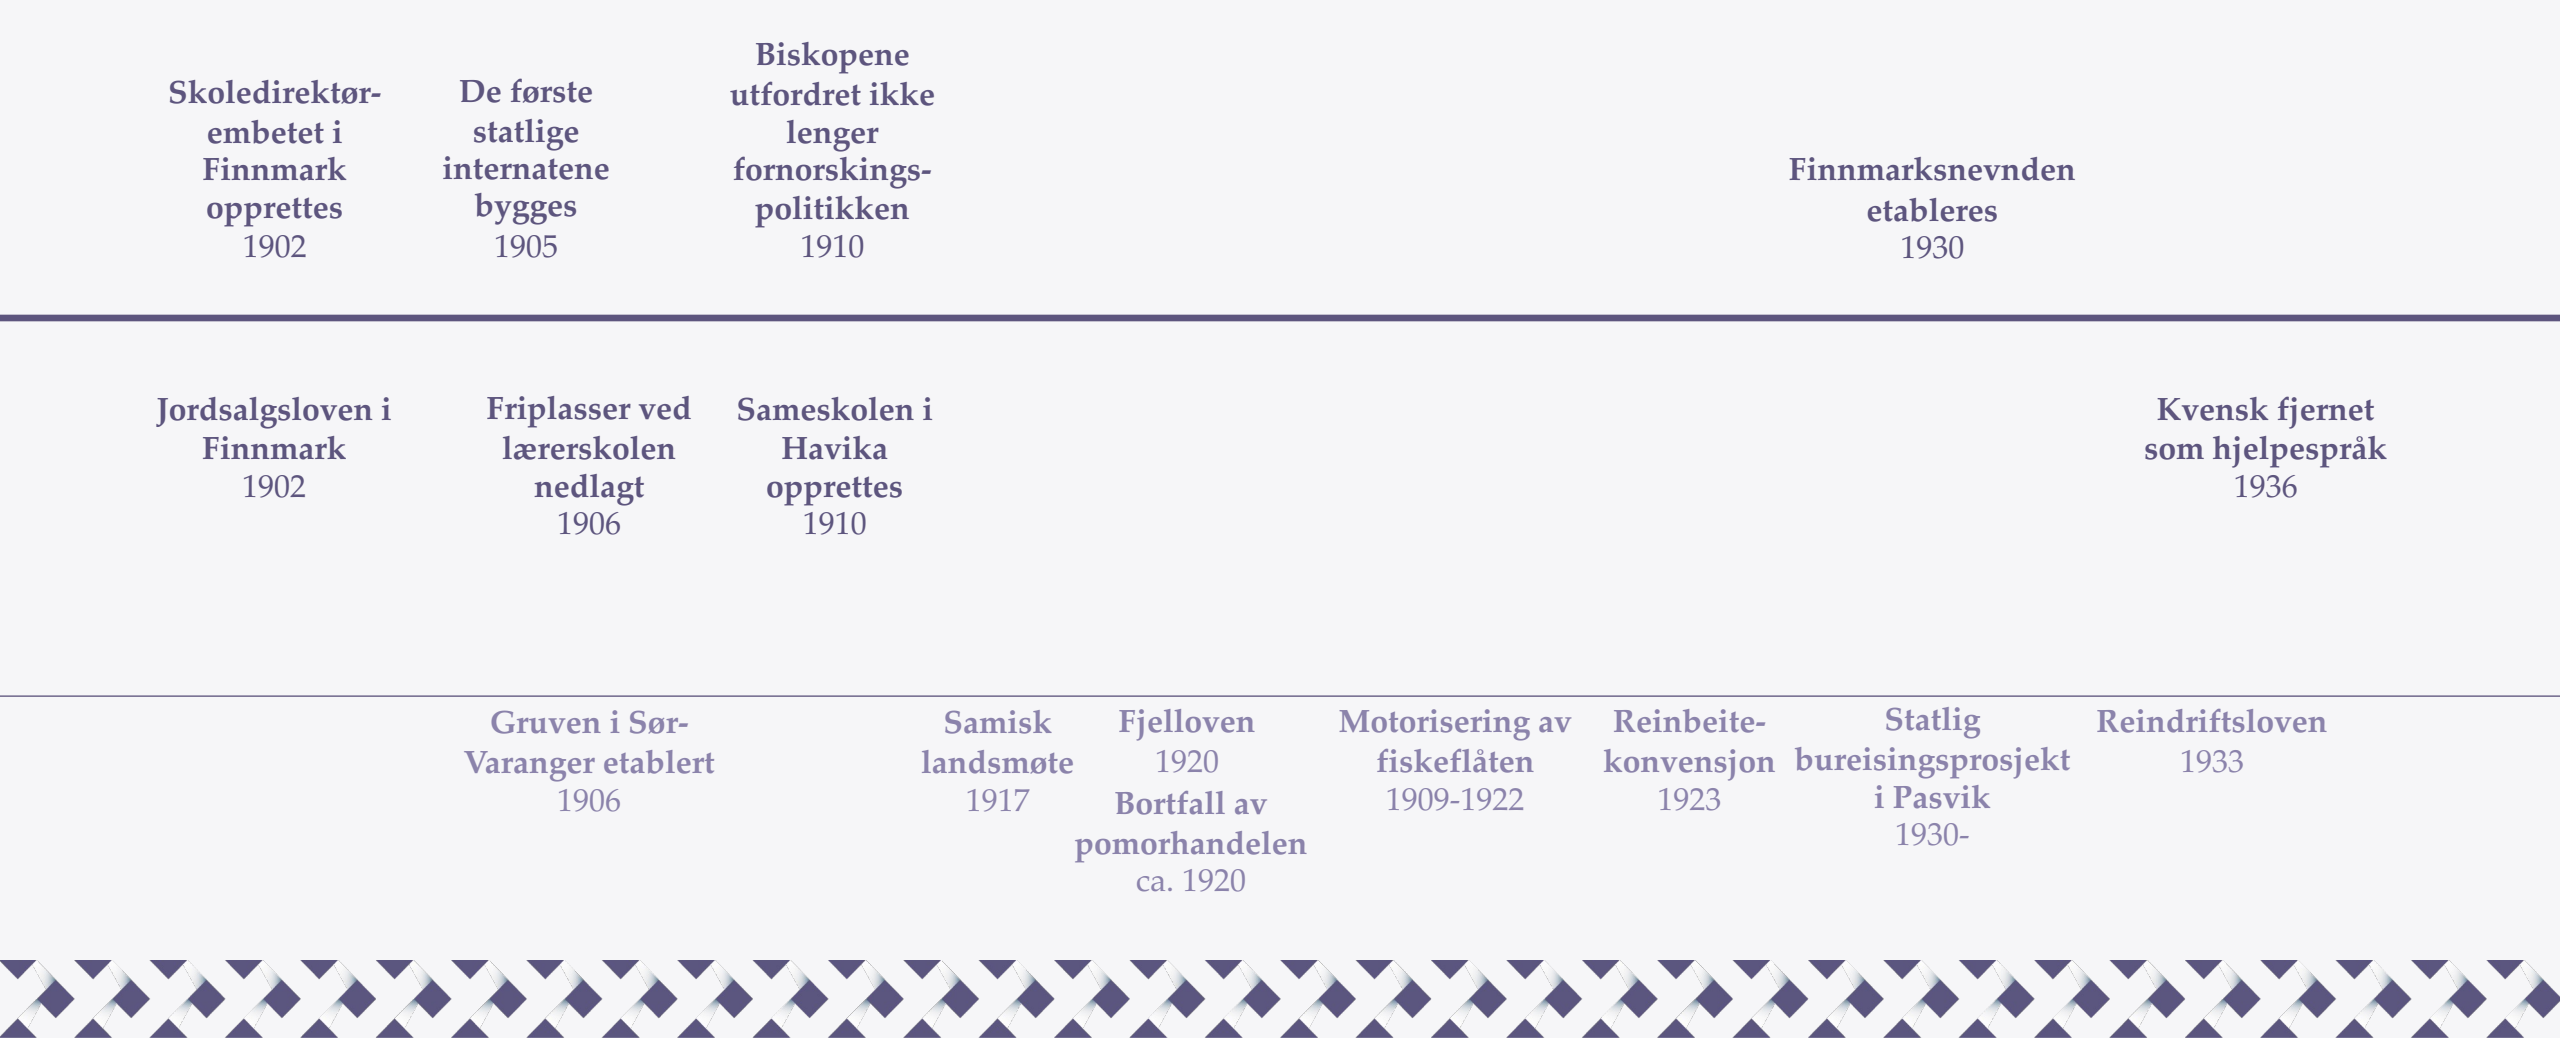 Skoledirektør-
embetet i
Finnmark
opprettes
1902
De første
statlige
internatene
bygges
1905
Biskopene
utfordret ikke
lenger
fornorskings-
politikken
1910
Finnmarksnevnden
etableres
1930
Jordsalgsloven i
Finnmark
1902
Friplasser ved
lærerskolen
nedlagt
1906
Sameskolen i
Havika
opprettes
1910
Kvensk fjernet
som hjelpespråk
1936
Gruven i Sør-
Varanger etablert
1906
Samisk
landsmøte
1917
Fjelloven
1920
Bortfall av
pomorhandelen
ca. 1920
Motorisering av
fiskeflåten
1909-1922
Reinbeite-
konvensjon
1923
Statlig
bureisingsprosjekt
i Pasvik
1930-
Reindriftsloven
1933